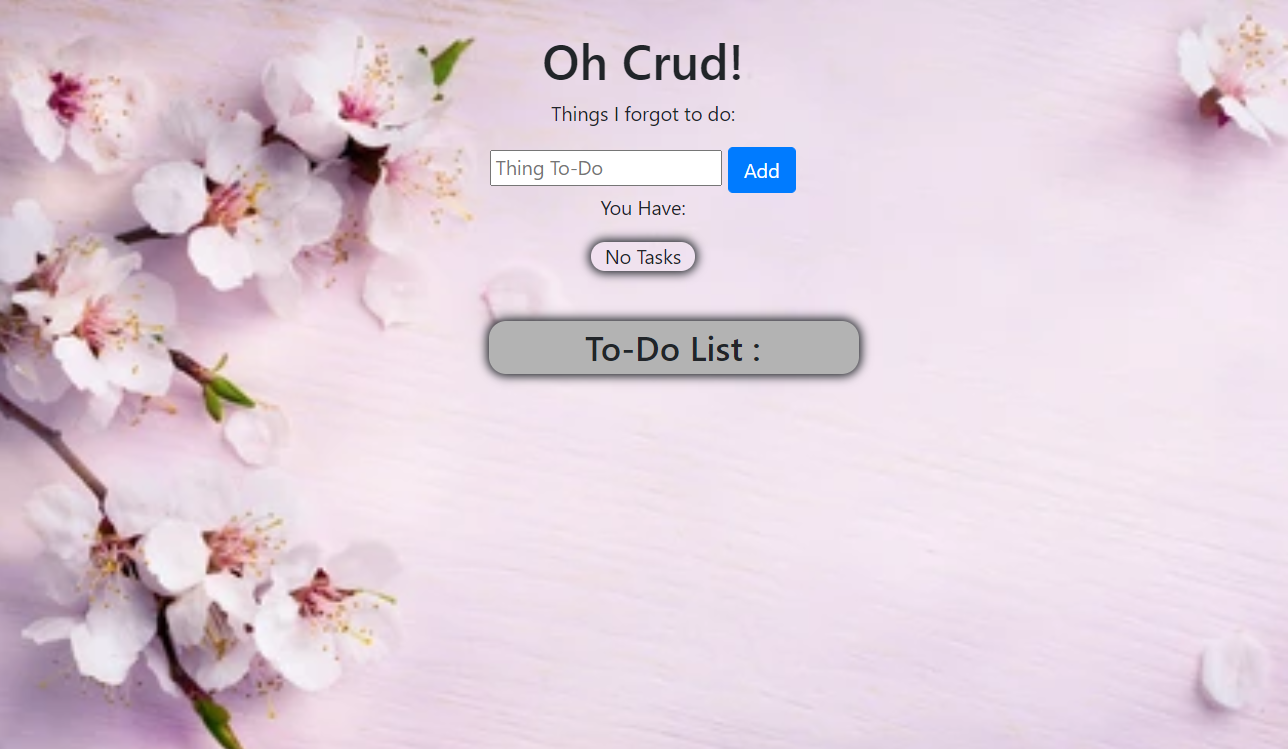 Oh Crud!
Things I forgot to do:
Thing To-Do Add
You Have:
No Tasks
To-Do List :